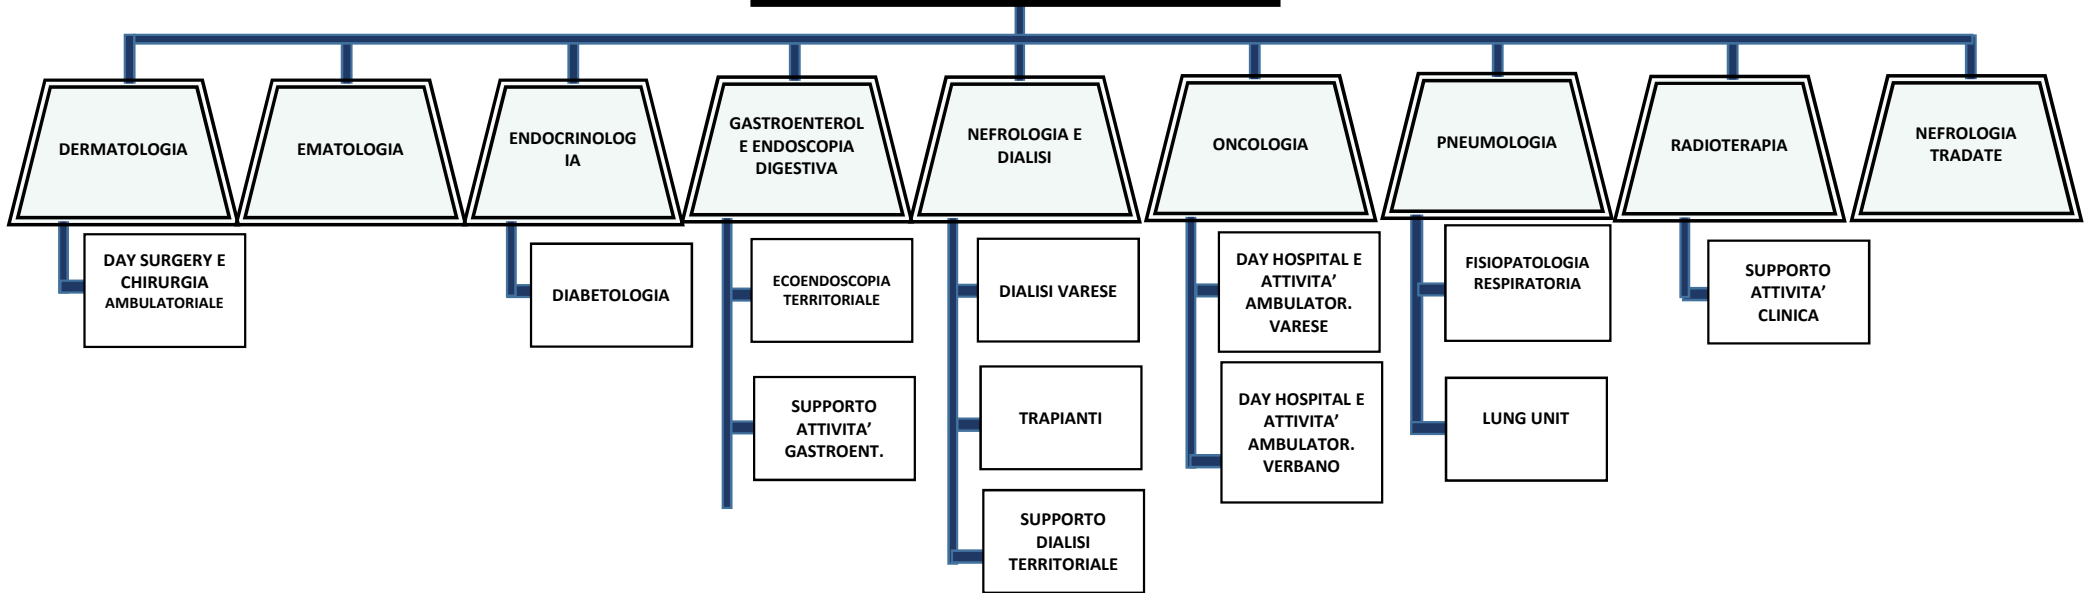 DERMATOLOGIA
EMATOLOGIA
ENDOCRINOLOG
IA
GASTROENTEROL
E ENDOSCOPIA
DIGESTIVA
NEFROLOGIA E
DIALISI
ONCOLOGIA
PNEUMOLOGIA
RADIOTERAPIA
NEFROLOGIA
TRADATE
DAY SURGERY E
CHIRURGIA
AMBULATORIALE
DIABETOLOGIA
ECOENDOSCOPIA
TERRITORIALE
SUPPORTO
ATTIVITA’
GASTROENT.
DIALISI VARESE
TRAPIANTI
SUPPORTO
DIALISI
TERRITORIALE
DAY HOSPITAL E
ATTIVITA’
AMBULATOR.
VARESE
DAY HOSPITAL E
ATTIVITA’
AMBULATOR.
VERBANO
FISIOPATOLOGIA
RESPIRATORIA
LUNG UNIT
SUPPORTO
ATTIVITA’
CLINICA